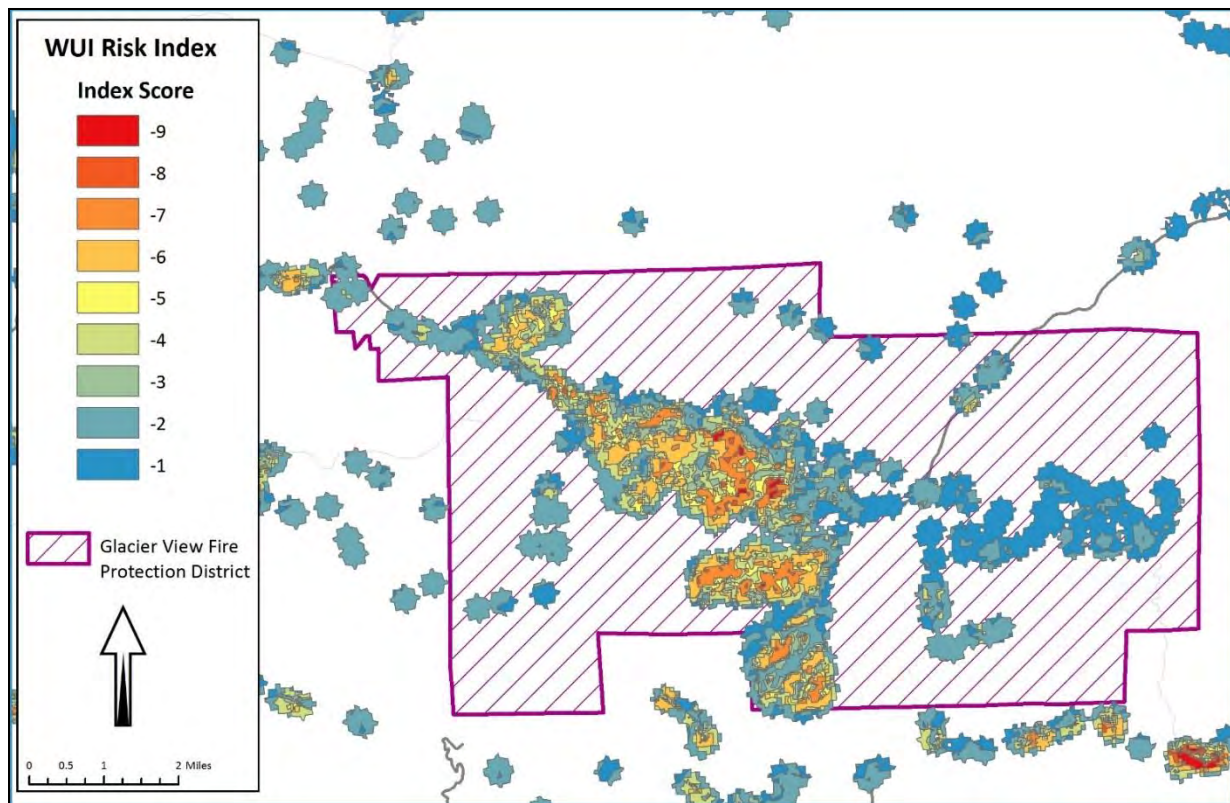 WUI Risk Index
Index Score
-9
-8
-7
-6
-5
-4
-3
-2
-1
Glacier View Fire
Protection District
0 0.5 1 2 Miles